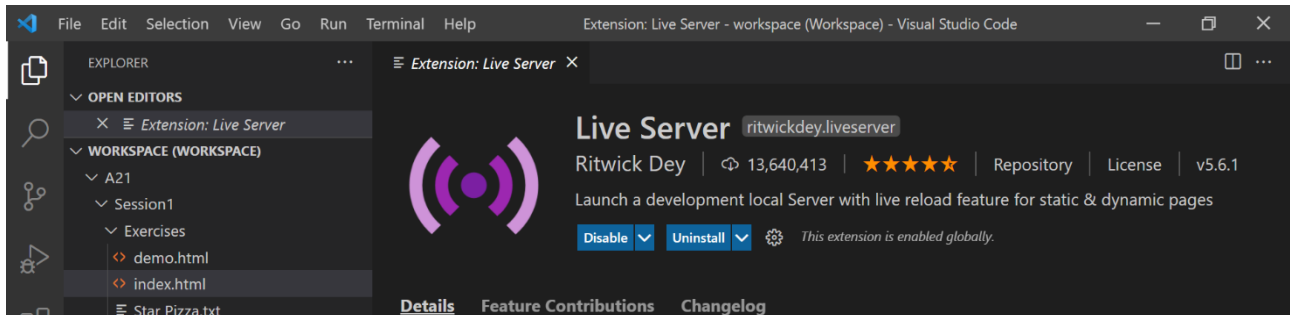 File Edit Selection View Go Run Terminal Help Extension: Live Server - workspace (Workspace) - Visual Studio Code
EXPLORER
OPEN EDITORS
Extension: Live Server
WORKSPACE (WORKSPACE)
A21
Session1
Exercises
demo.html
index.html
Star Pizza.txt
Extension: Live Server
Live Server ritwickdey.liveserver
Ritwick Dey 13,640,413 Repository License v5.6.1
Launch a development local Server with live reload feature for static & dynamic pages
Disable Uninstall This extension is enabled globally.
Details Feature Contributions Changelog